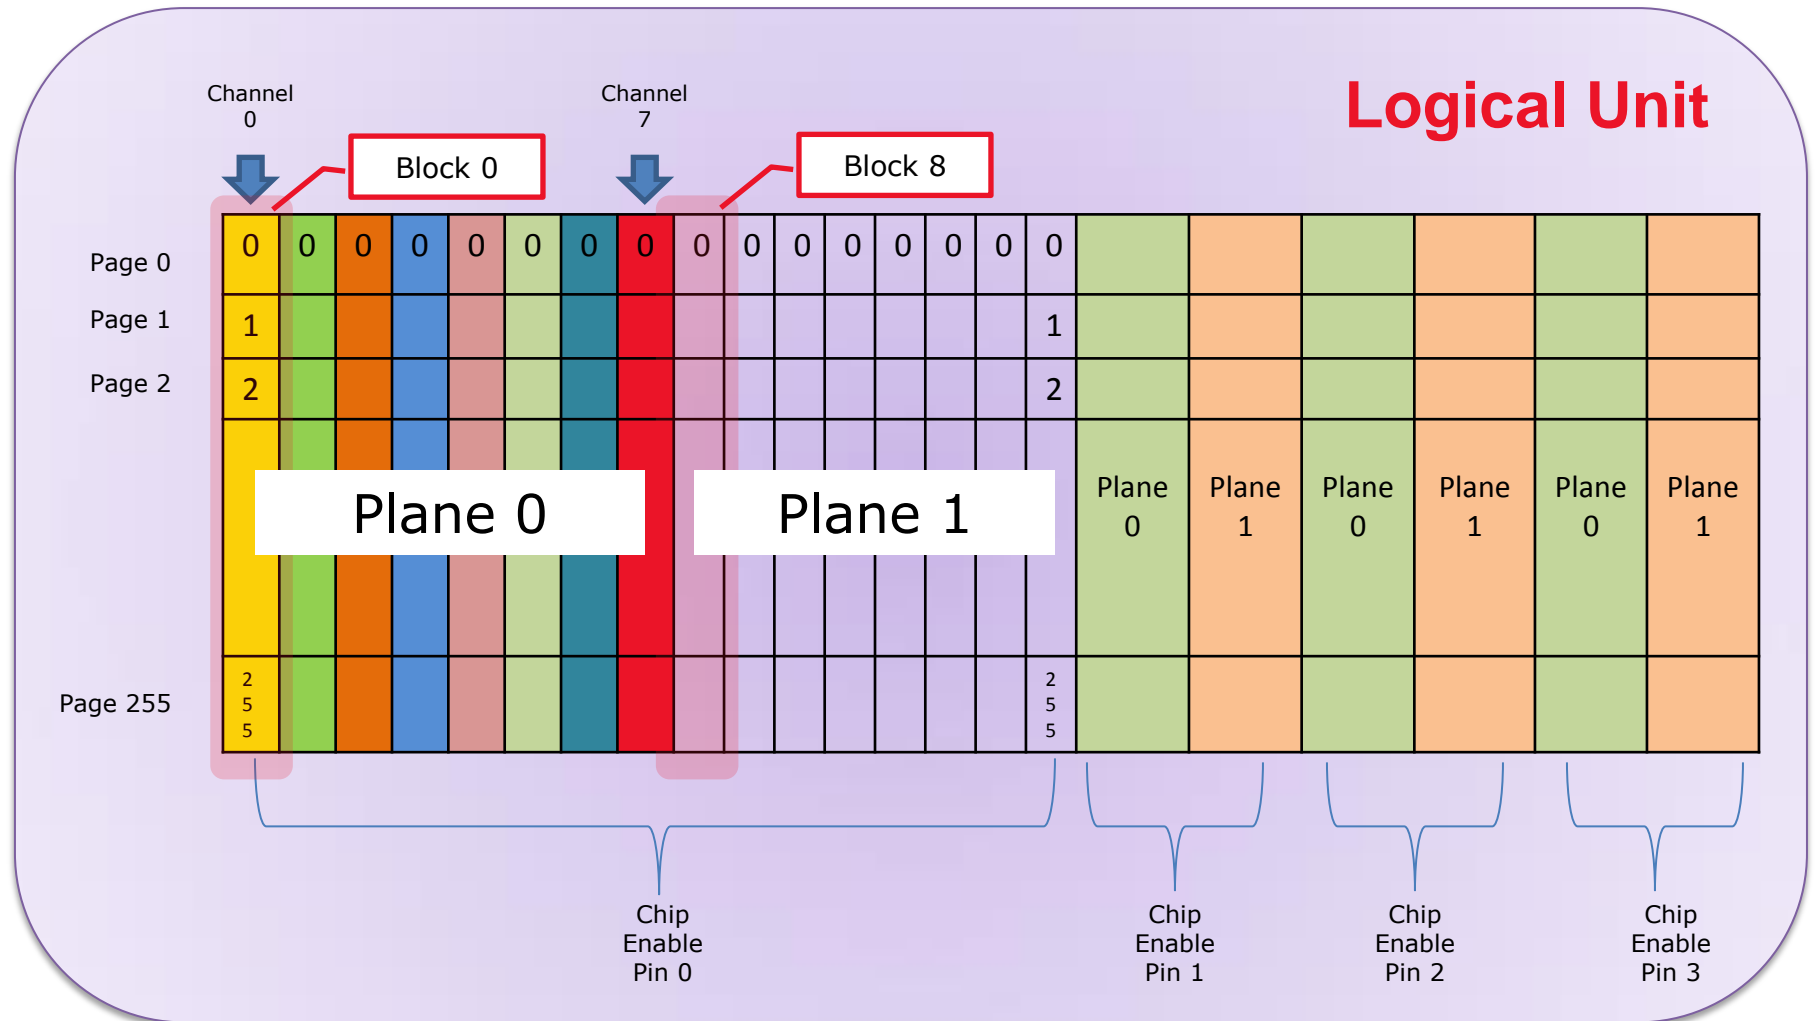 Logical Unit
Channel
0
Channel
7
Block 0
Block 8
Page 0
0 0 0 0 0 0 0 0 0 0 0 0 0 0 0 0
Page 1
1 1
Page 2
2 2
Plane 0
Plane 1
Plane
0
Plane
1
Plane
0
Plane
1
Plane
0
Plane
1
Page 255
2
5
5
2
5
5
Chip
Enable
Pin 0
Chip
Enable
Pin 1
Chip
Enable
Pin 2
Chip
Enable
Pin 3